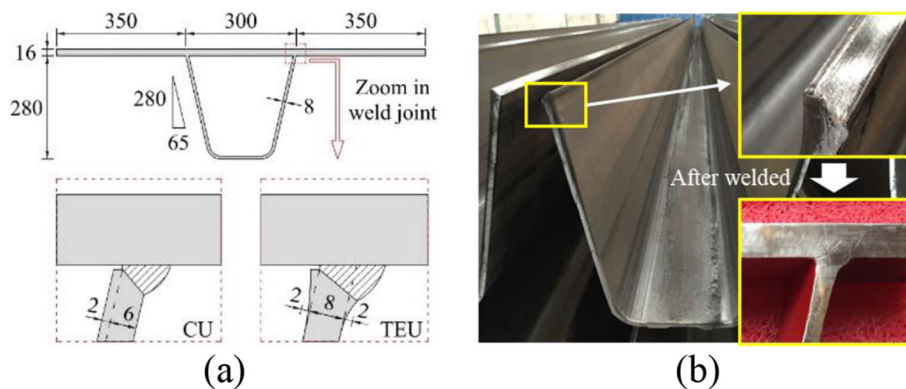 350 300 350
16
280
280
65
8
Zoom in
weld joint
2 6
CU
2 8 2
TEU
(a)
After welded
(b)